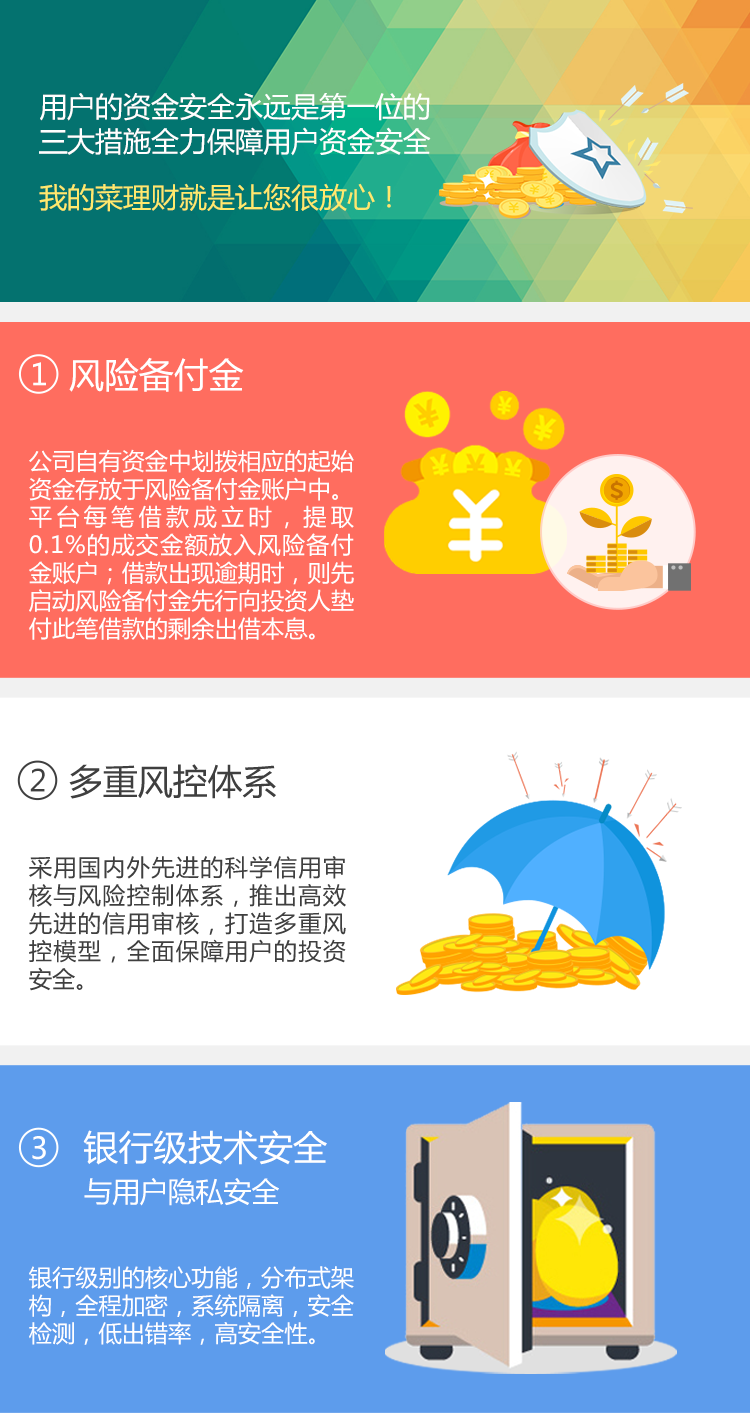 用户的资金安全永远是第一位的
三大措施全力保障用户资金安全
我的菜理财就是让您很放心！
① 风险备付金
公司自有资金中划拨相应的起始
资金存放于风险备付金账户中。
平台每笔借款成立时，提取
0.1%的成交金额放入风险备付
金账户；借款出现逾期时，则先
启动风险备付金先行向投资人垫
付此笔借款的剩余出借本息。
② 多重风控体系
采用国内外先进的科学信用审
核与风险控制体系，推出高效
先进的信用审核，打造多重风
控模型，全面保障用户的投资
安全。
③ 银行级技术安全
与用户隐私安全
银行级别的核心功能，分布式架
构，全程加密，系统隔离，安全
检测，低出错率，高安全性。